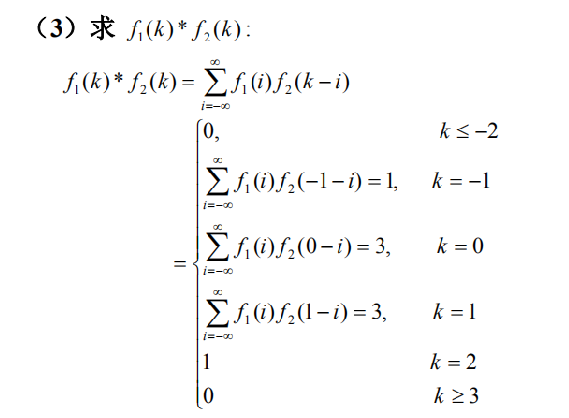 （3）求 f₁(k)* f₂(k):
f₁(k)* f₂(k) = ∑_{i=-∞}^{∞} f₁(i)f₂(k-i)
= { 0, k ≤ -2
∑_{i=-∞}^{∞} f₁(i)f₂(-1-i) = 1, k = -1
∑_{i=-∞}^{∞} f₁(i)f₂(0-i) = 3, k = 0
∑_{i=-∞}^{∞} f₁(i)f₂(1-i) = 3, k = 1
1 k = 2
0 k ≥ 3